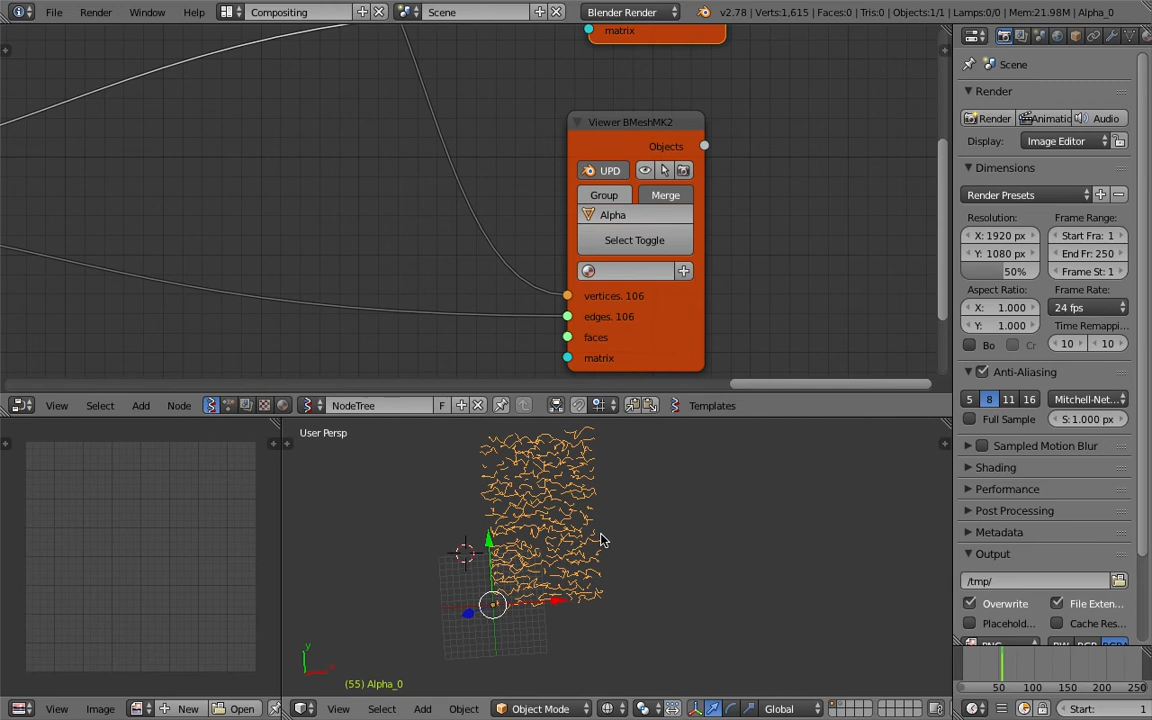 File Render Window Help Compositing Scene Blender Render v2.78 | Verts:1,615 | Faces:0 | Tris:0 | Objects:1/1 | Lamps:0/0 | Mem:21.98M | Alpha_0
matrix
Viewer BMeshMK2
Objects
UPD
Group Merge
Alpha
Select Toggle
vertices. 106
edges. 106
faces
matrix
View Select Add Node NodeTree F Templates
User Persp
y
x
(55) Alpha_0
View Image New Open
View Select Add Object Object Mode Global
Scene
Render
Render Animatic Audio
Display: Image Editor
Dimensions
Render Presets
Resolution: Frame Range:
X: 1920 px Start Fra: 1
Y: 1080 px End Fr: 250
50% Frame St: 1
Aspect Ratio: Frame Rate:
X: 1.000 24 fps
Y: 1.000 Time Remappi...
Bo Cr 10 10
Anti-Aliasing
5 8 11 16 Mitchell-Net...
Full Sample S: 1.000 px
Sampled Motion Blur
Shading
Performance
Post Processing
Metadata
Output
/tmp/
Overwrite File Exten...
Placehold... Cache Res...
50 100 150 200 250
Start: 1